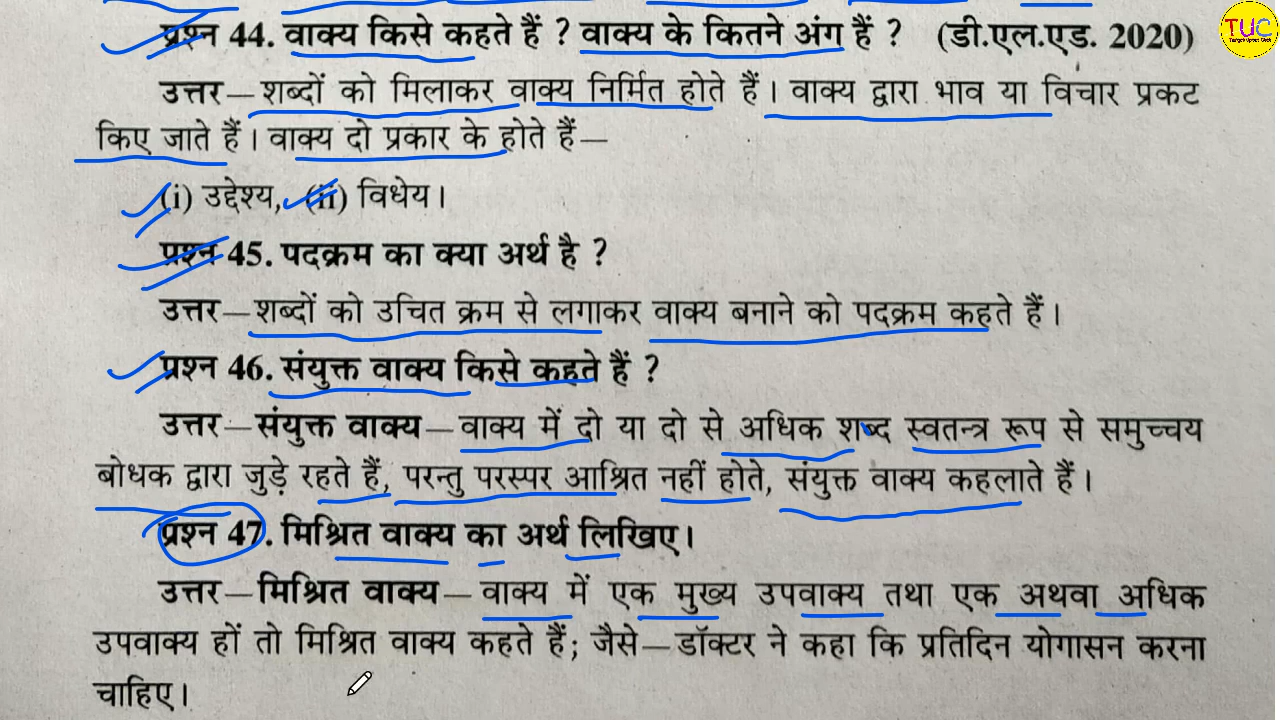 प्रश्न 44. वाक्य किसे कहते हैं ? वाक्य के कितने अंग हैं ? (डी.एल.एड. 2020)
TUC
उत्तर—शब्दों को मिलाकर वाक्य निर्मित होते हैं। वाक्य द्वारा भाव या विचार प्रकट
किए जाते हैं। वाक्य दो प्रकार के होते हैं—
(i) उद्देश्य, (ii) विधेय।
प्रश्न 45. पदक्रम का क्या अर्थ है ?
उत्तर—शब्दों को उचित क्रम से लगाकर वाक्य बनाने को पदक्रम कहते हैं।
प्रश्न 46. संयुक्त वाक्य किसे कहते हैं ?
उत्तर—संयुक्त वाक्य—वाक्य में दो या दो से अधिक शब्द स्वतन्त्र रूप से समुच्चय
बोधक द्वारा जुड़े रहते हैं, परन्तु परस्पर आश्रित नहीं होते, संयुक्त वाक्य कहलाते हैं।
प्रश्न 47. मिश्रित वाक्य का अर्थ लिखिए।
उत्तर—मिश्रित वाक्य—वाक्य में एक मुख्य उपवाक्य तथा एक अथवा अधिक
उपवाक्य हों तो मिश्रित वाक्य कहते हैं; जैसे—डॉक्टर ने कहा कि प्रतिदिन योगासन करना
चाहिए।